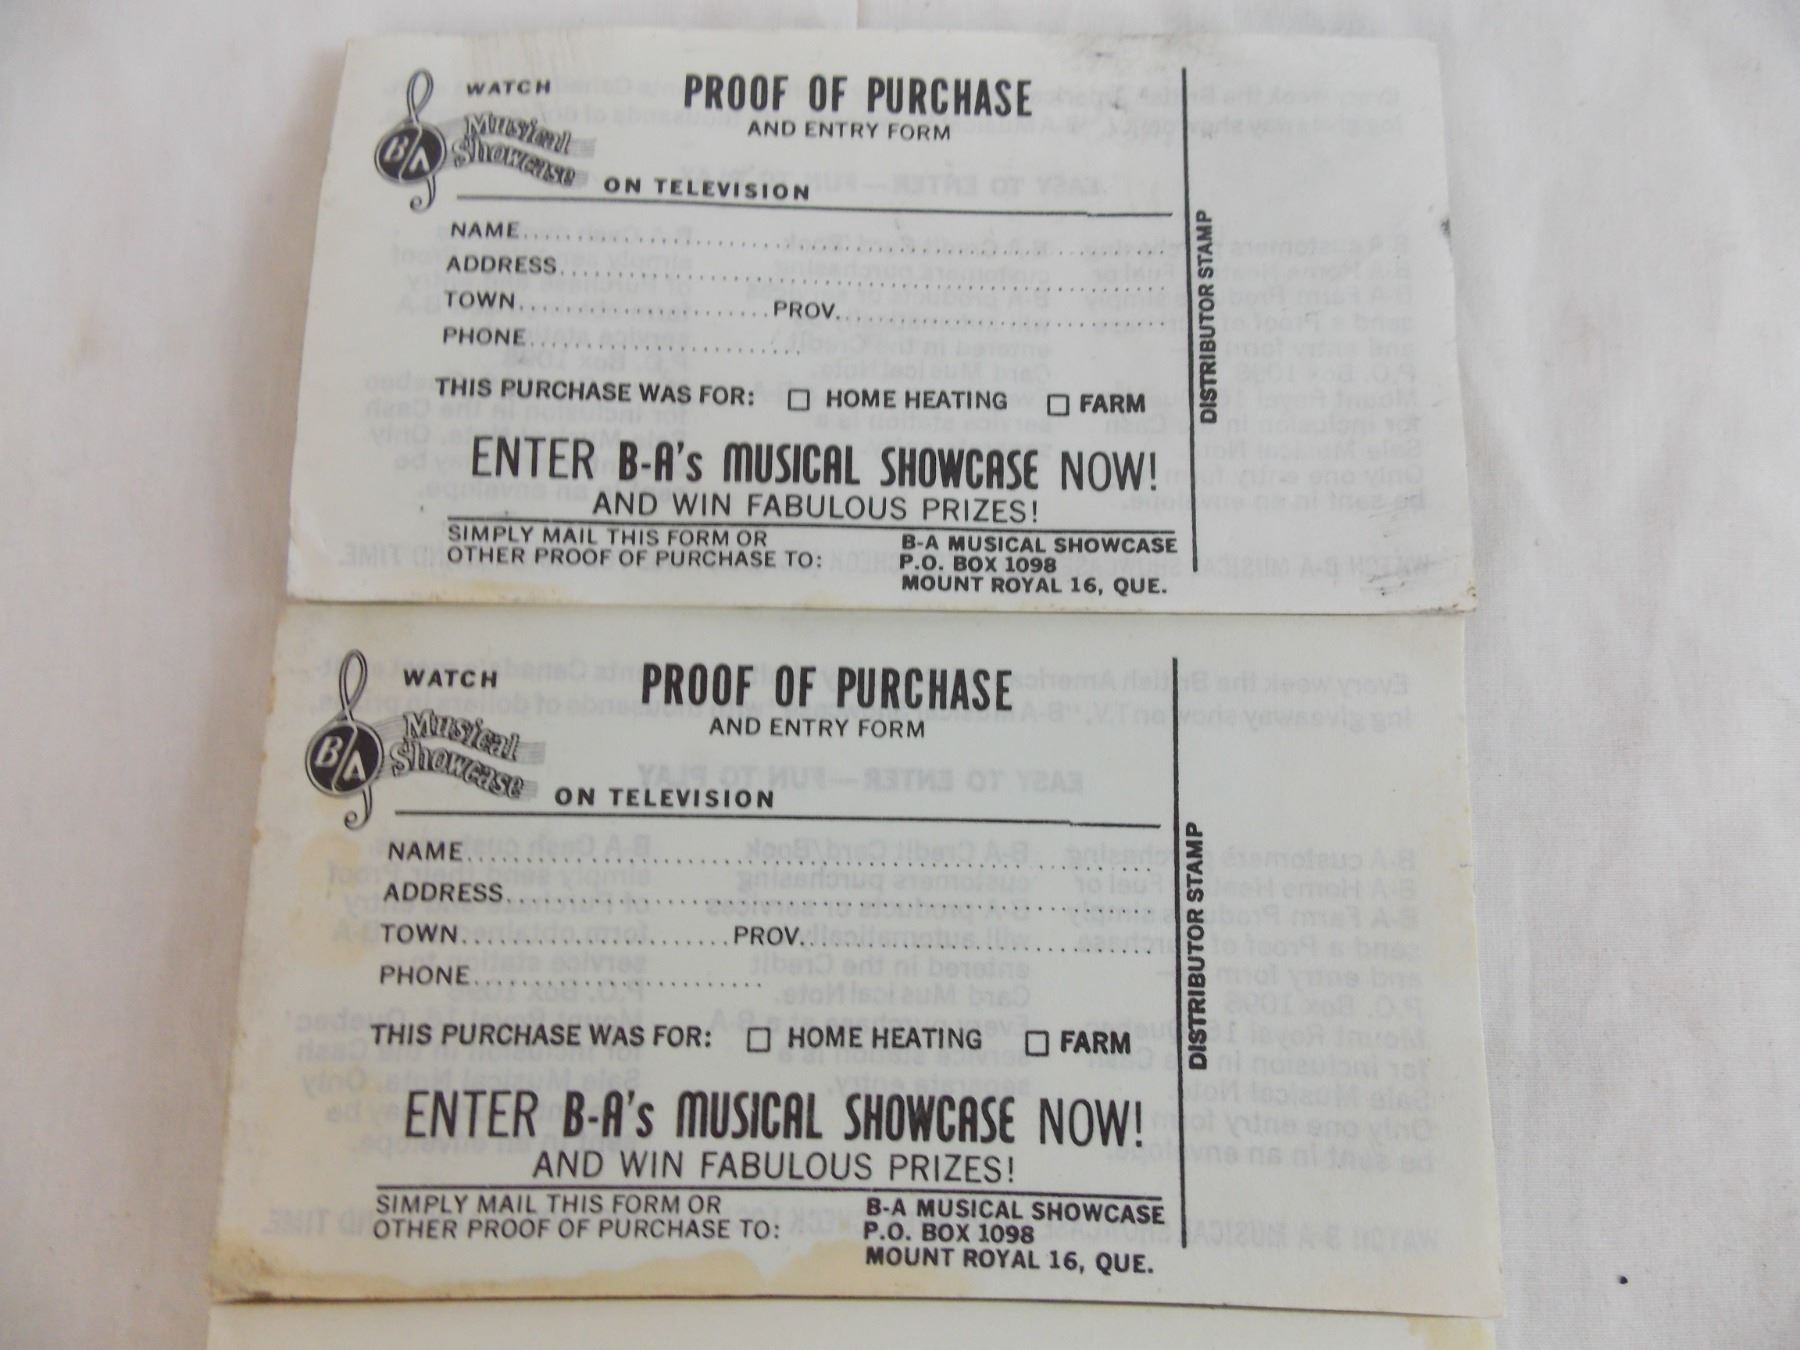 WATCH
PROOF OF PURCHASE
AND ENTRY FORM
B/A Musical
Showcase
ON TELEVISION
NAME
ADDRESS
TOWN PROV.
PHONE
DISTRIBUTOR STAMP
THIS PURCHASE WAS FOR: HOME HEATING FARM
ENTER B-A's MUSICAL SHOWCASE NOW!
AND WIN FABULOUS PRIZES!
SIMPLY MAIL THIS FORM OR
OTHER PROOF OF PURCHASE TO:
B-A MUSICAL SHOWCASE
P.O. BOX 1098
MOUNT ROYAL 16, QUE.
WATCH
PROOF OF PURCHASE
AND ENTRY FORM
B/A Musical
Showcase
ON TELEVISION
NAME
ADDRESS
TOWN PROV.
PHONE
DISTRIBUTOR STAMP
THIS PURCHASE WAS FOR: HOME HEATING FARM
ENTER B-A's MUSICAL SHOWCASE NOW!
AND WIN FABULOUS PRIZES!
SIMPLY MAIL THIS FORM OR
OTHER PROOF OF PURCHASE TO:
B-A MUSICAL SHOWCASE
P.O. BOX 1098
MOUNT ROYAL 16, QUE.